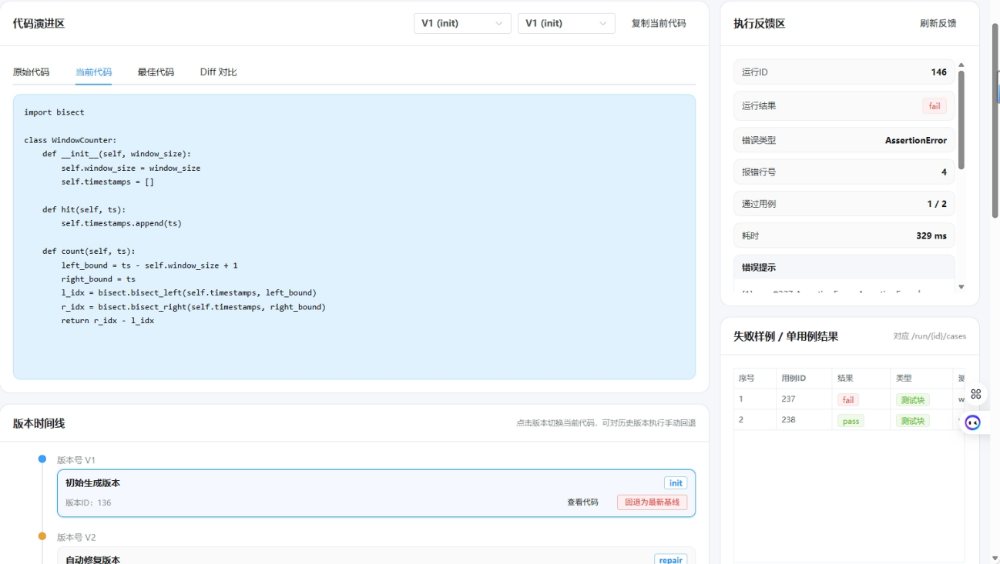 代码演进区
V1 (init)
V1 (init)
复制当前代码
原始代码
当前代码
最佳代码
Diff 对比
import bisect
class WindowCounter:
def __init__(self, window_size):
self.window_size = window_size
self.timestamps = []
def hit(self, ts):
self.timestamps.append(ts)
def count(self, ts):
left_bound = ts - self.window_size + 1
right_bound = ts
l_idx = bisect.bisect_left(self.timestamps, left_bound)
r_idx = bisect.bisect_right(self.timestamps, right_bound)
return r_idx - l_idx
版本时间线
点击版本切换当前代码，可对历史版本执行手动回退
版本号 V1
初始生成版本
init
版本ID：136
查看代码
回退为最新基线
版本号 V2
自动修复版本
repair
执行反馈区
刷新反馈
运行ID 146
运行结果 fail
错误类型 AssertionError
报错行号 4
通过用例 1 / 2
耗时 329 ms
错误提示
失败样例 / 单用例结果
对应 /run/{id}/cases
序号 用例ID 结果 类型
1 237 fail 测试块 w
2 238 pass 测试块